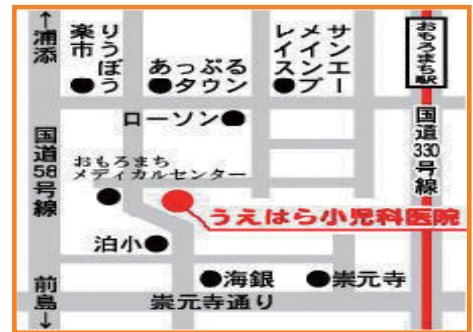 ↑浦添
りうぼう
楽市
あっぷる
タウン
サンエー
メインプ
レイス
おもろまち駅
ローソン
国道58号線
国道330号線
おもろまち
メディカルセンター
うえはら小児科医院
泊小
海銀
崇元寺
前島↓
崇元寺通り